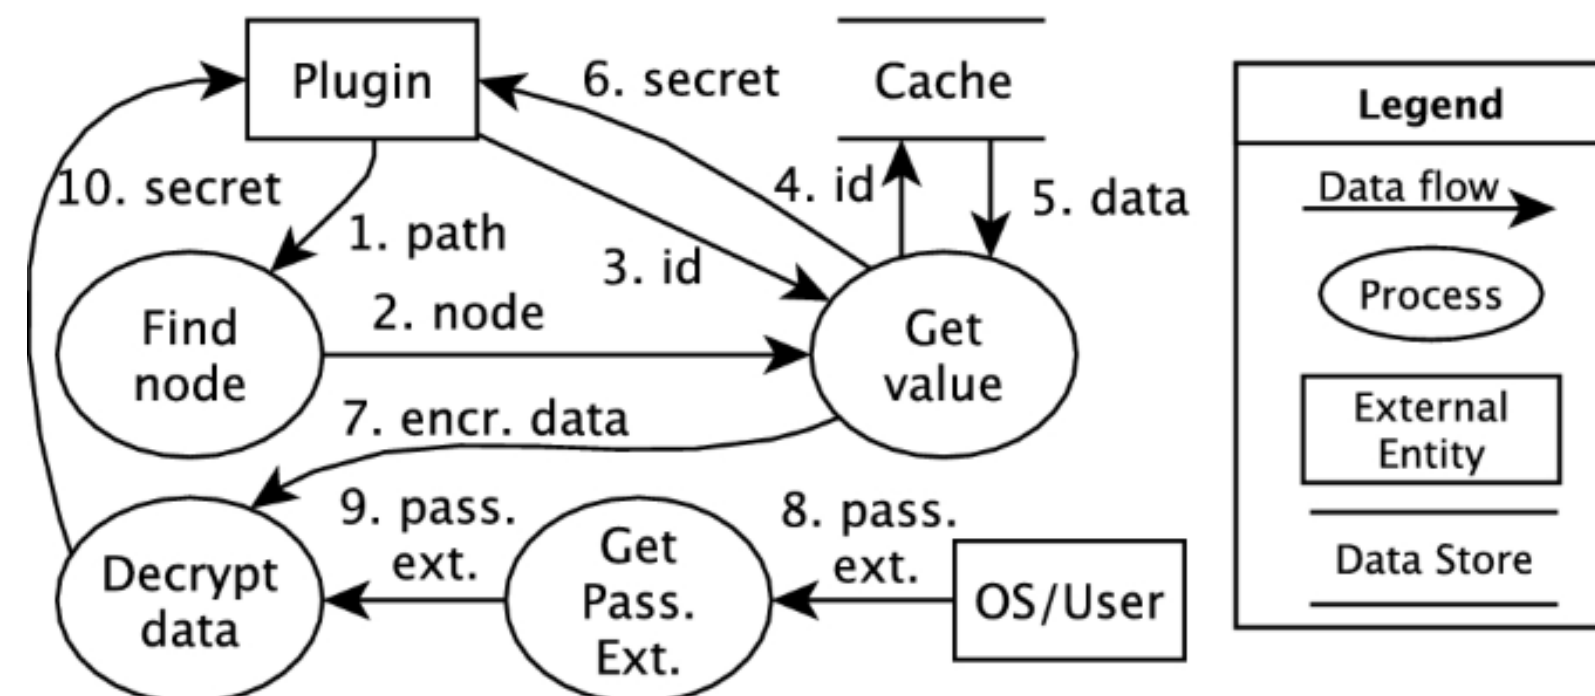 Plugin
6. secret
Cache
10. secret
1. path
3. id
4. id
5. data
Find
node
2. node
Get
value
7. encr. data
Decrypt
data
9. pass.
ext.
Get
Pass.
Ext.
8. pass.
ext.
OS/User
Legend
Data flow
Process
External
Entity
Data Store